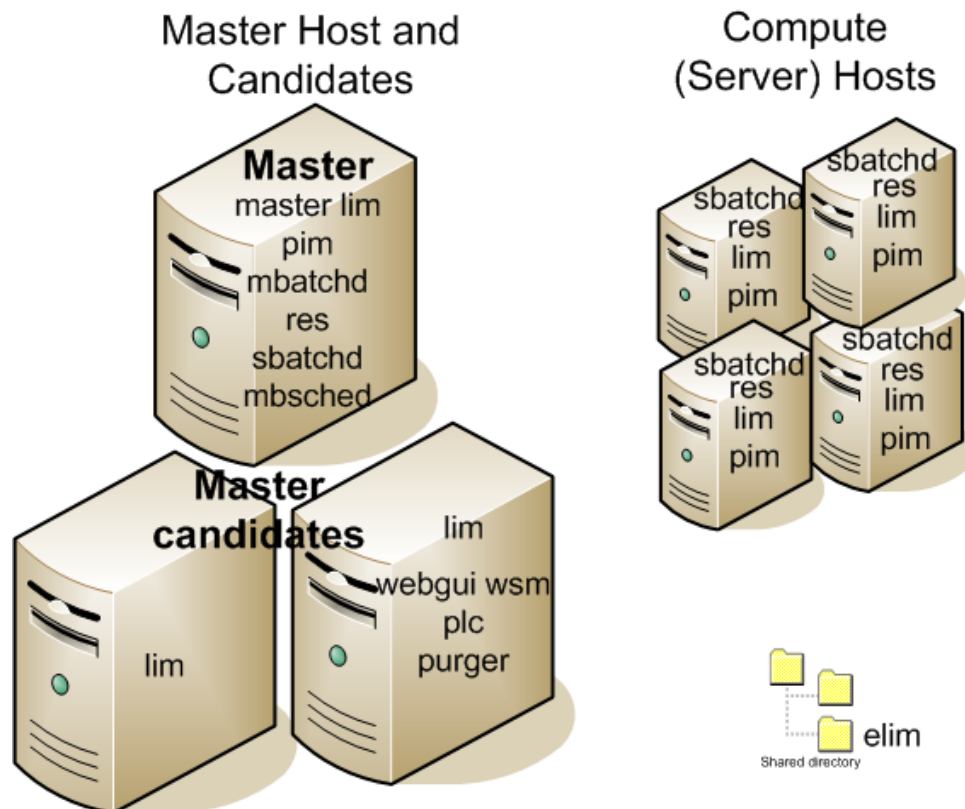 Master Host and
Candidates
Master
master lim
pim
mbatchd
res
sbatchd
mbsched
Master
candidates
lim
lim
webgui wsm
plc
purger
Compute
(Server) Hosts
sbatchd
res
lim
pim
sbatchd
res
lim
pim
sbatchd
res
lim
pim
sbatchd
res
lim
pim
elim
Shared directory